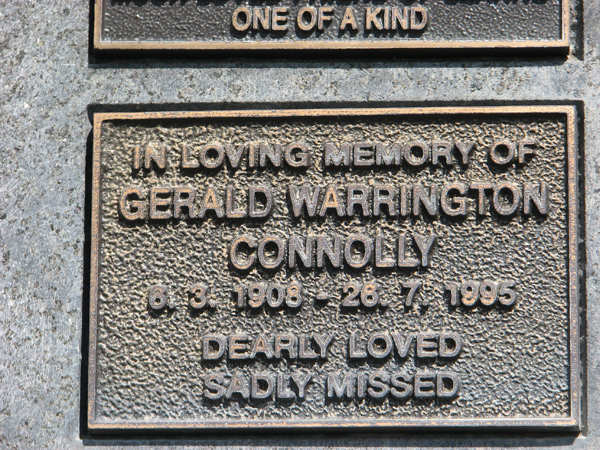 ONE OF A KIND
IN LOVING MEMORY OF
GERALD WARRINGTON
CONNOLLY
6. 3. 1908 - 26. 7. 1995
DEARLY LOVED
SADLY MISSED